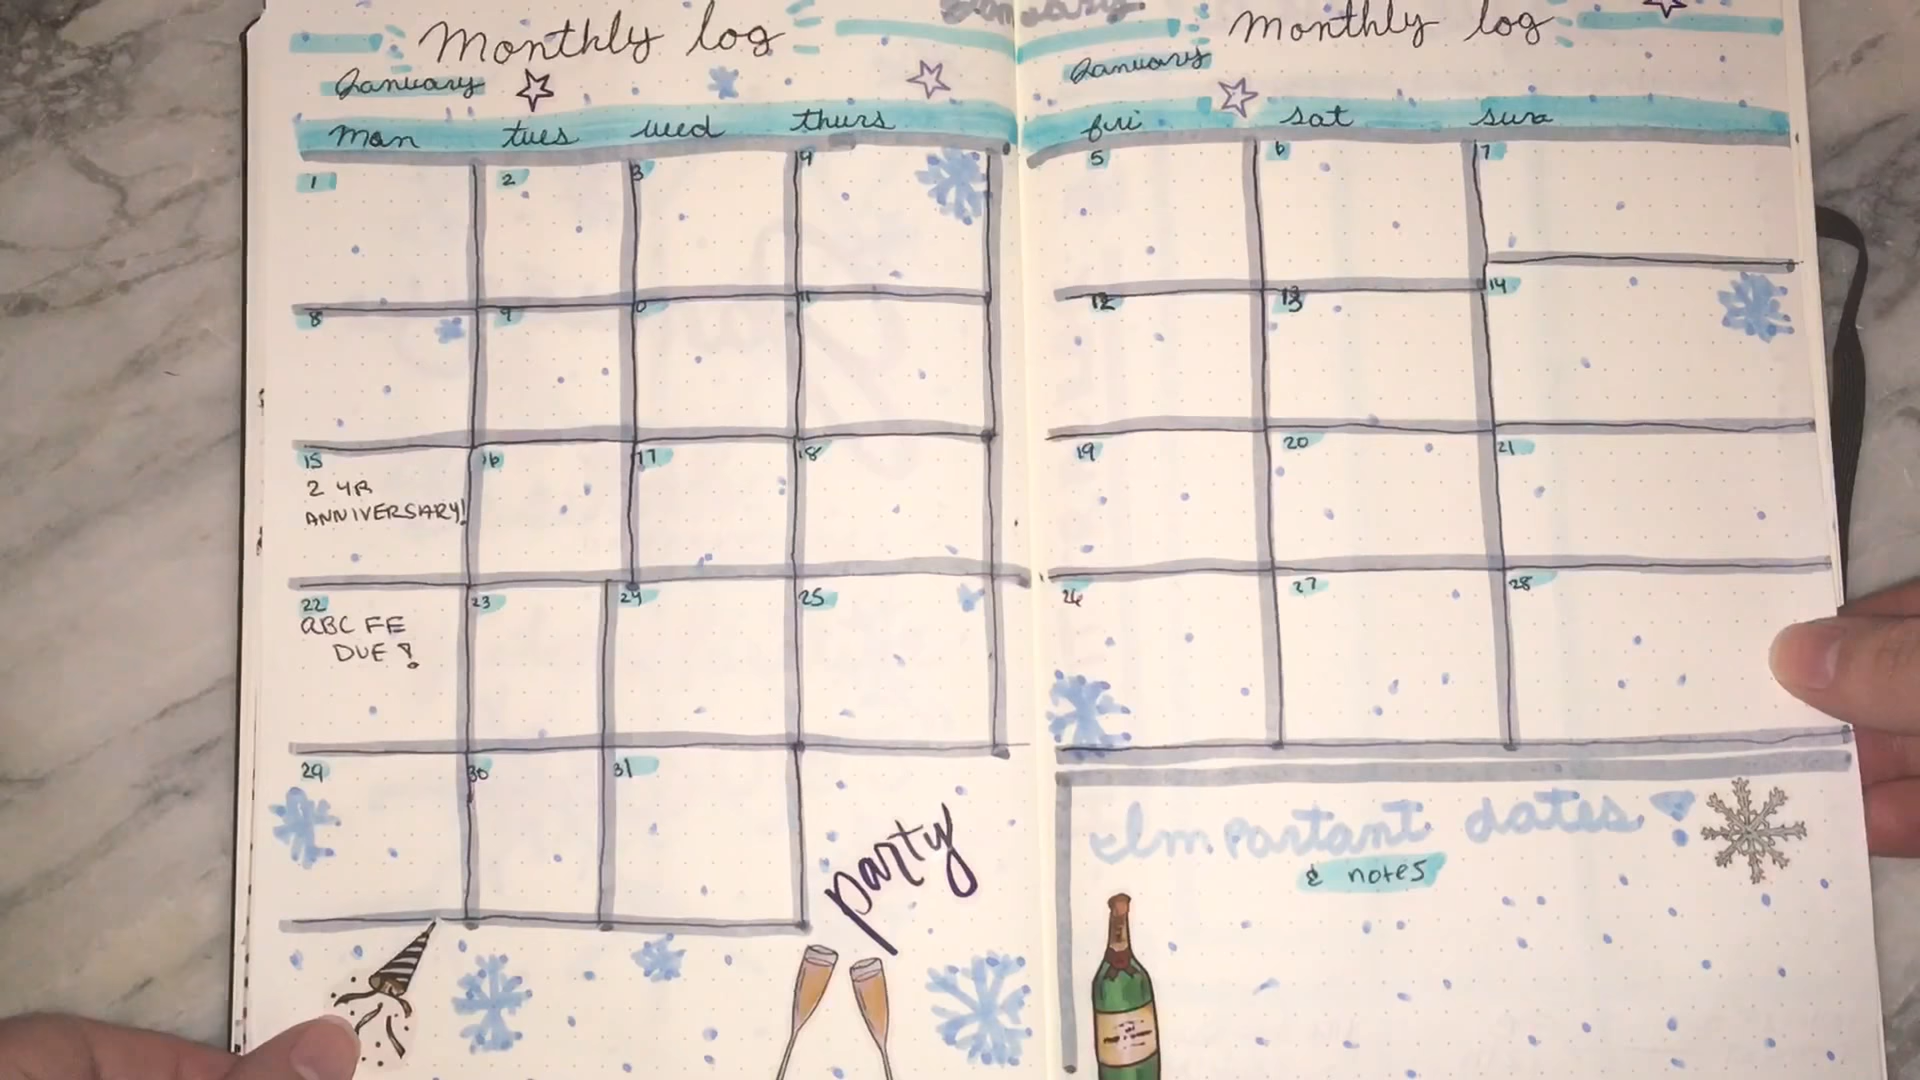 Monthly log
January
mon tues wed thurs
1 2 3 4
8 9 10 11
15 16 17 18
2 YR
ANNIVERSARY!
22 23 24 25
ABC FE
DUE !
29 30 31
party
January
Monthly log
January
fri sat sun
5 6 7
12 13 14
19 20 21
26 27 28
Important dates
& notes